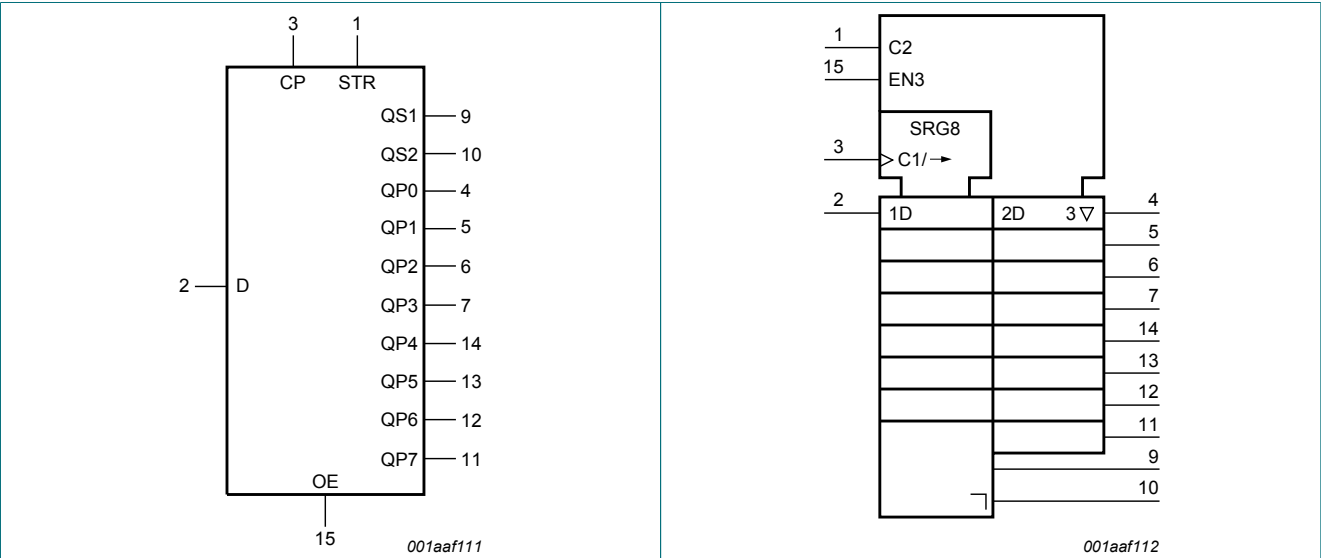 3 1
CP STR
QS1 9
QS2 10
QP0 4
QP1 5
QP2 6
2 D
QP3 7
QP4 14
QP5 13
QP6 12
QP7 11
OE
15
001aaf111
1 C2
15 EN3
SRG8
3 C1/→
2 1D 2D 3▽ 4
5
6
7
14
13
12
11
9
10
001aaf112